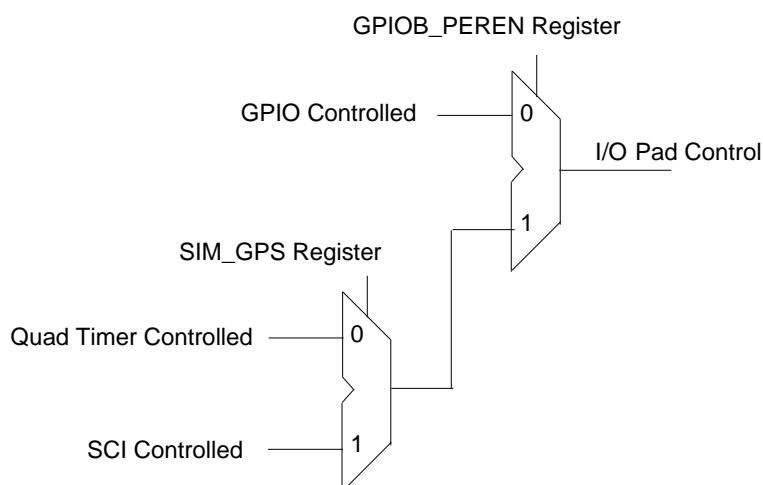 GPIOB_PEREN Register
GPIO Controlled
0
I/O Pad Control
1
SIM_GPS Register
Quad Timer Controlled
0
SCI Controlled
1